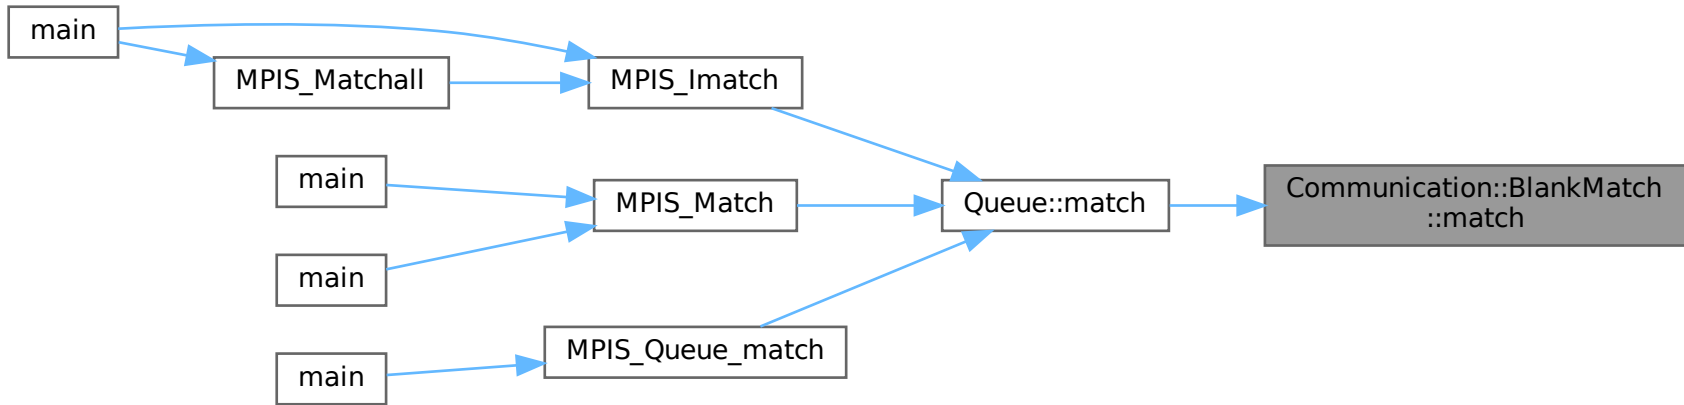 main
MPIS_Matchall
MPIS_Imatch
main
MPIS_Match
Queue::match
Communication::BlankMatch
::match
main
MPIS_Queue_match
main